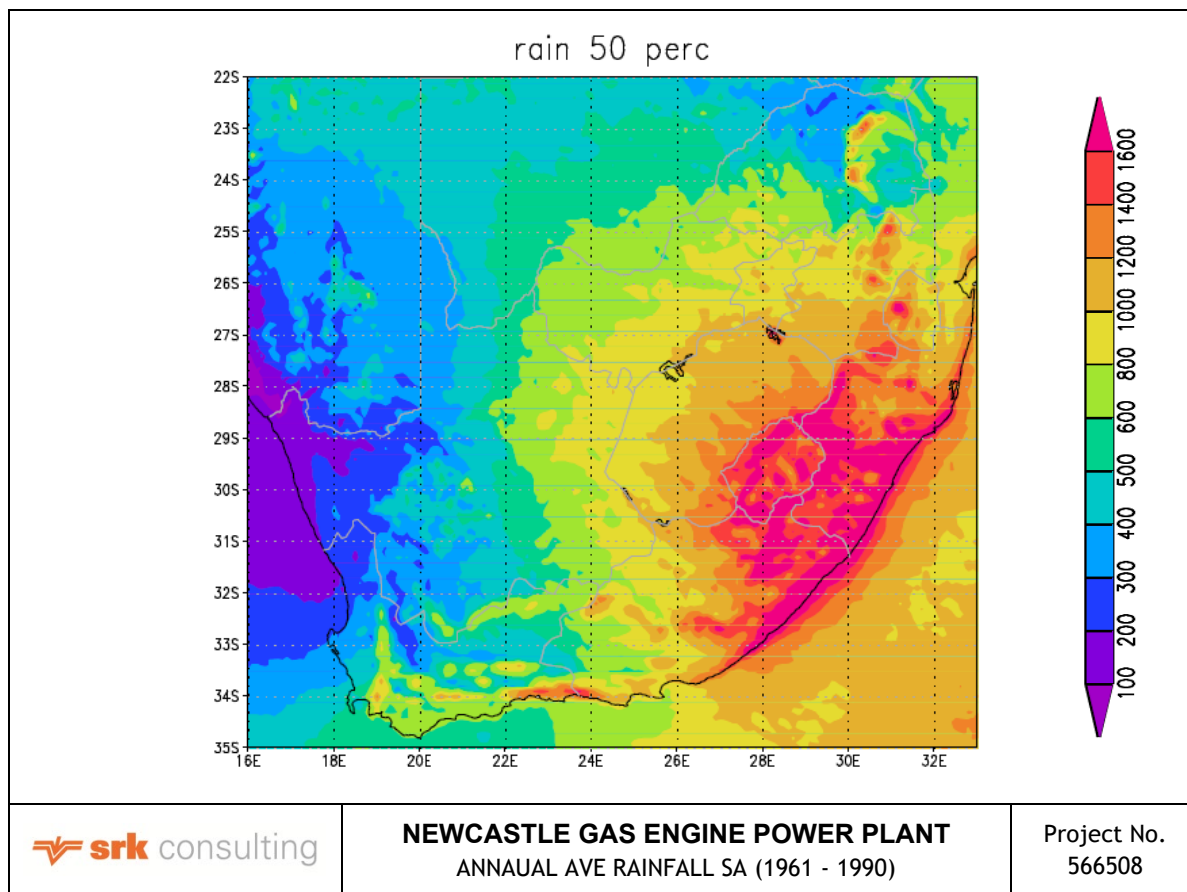 rain 50 perc
22S
23S
24S
25S
26S
27S
28S
29S
30S
31S
32S
33S
34S
35S
16E 18E 20E 22E 24E 26E 28E 30E 32E
1600
1400
1200
1000
800
600
500
400
300
200
100
srk consulting
NEWCASTLE GAS ENGINE POWER PLANT
ANNAUAL AVE RAINFALL SA (1961 - 1990)
Project No.
566508